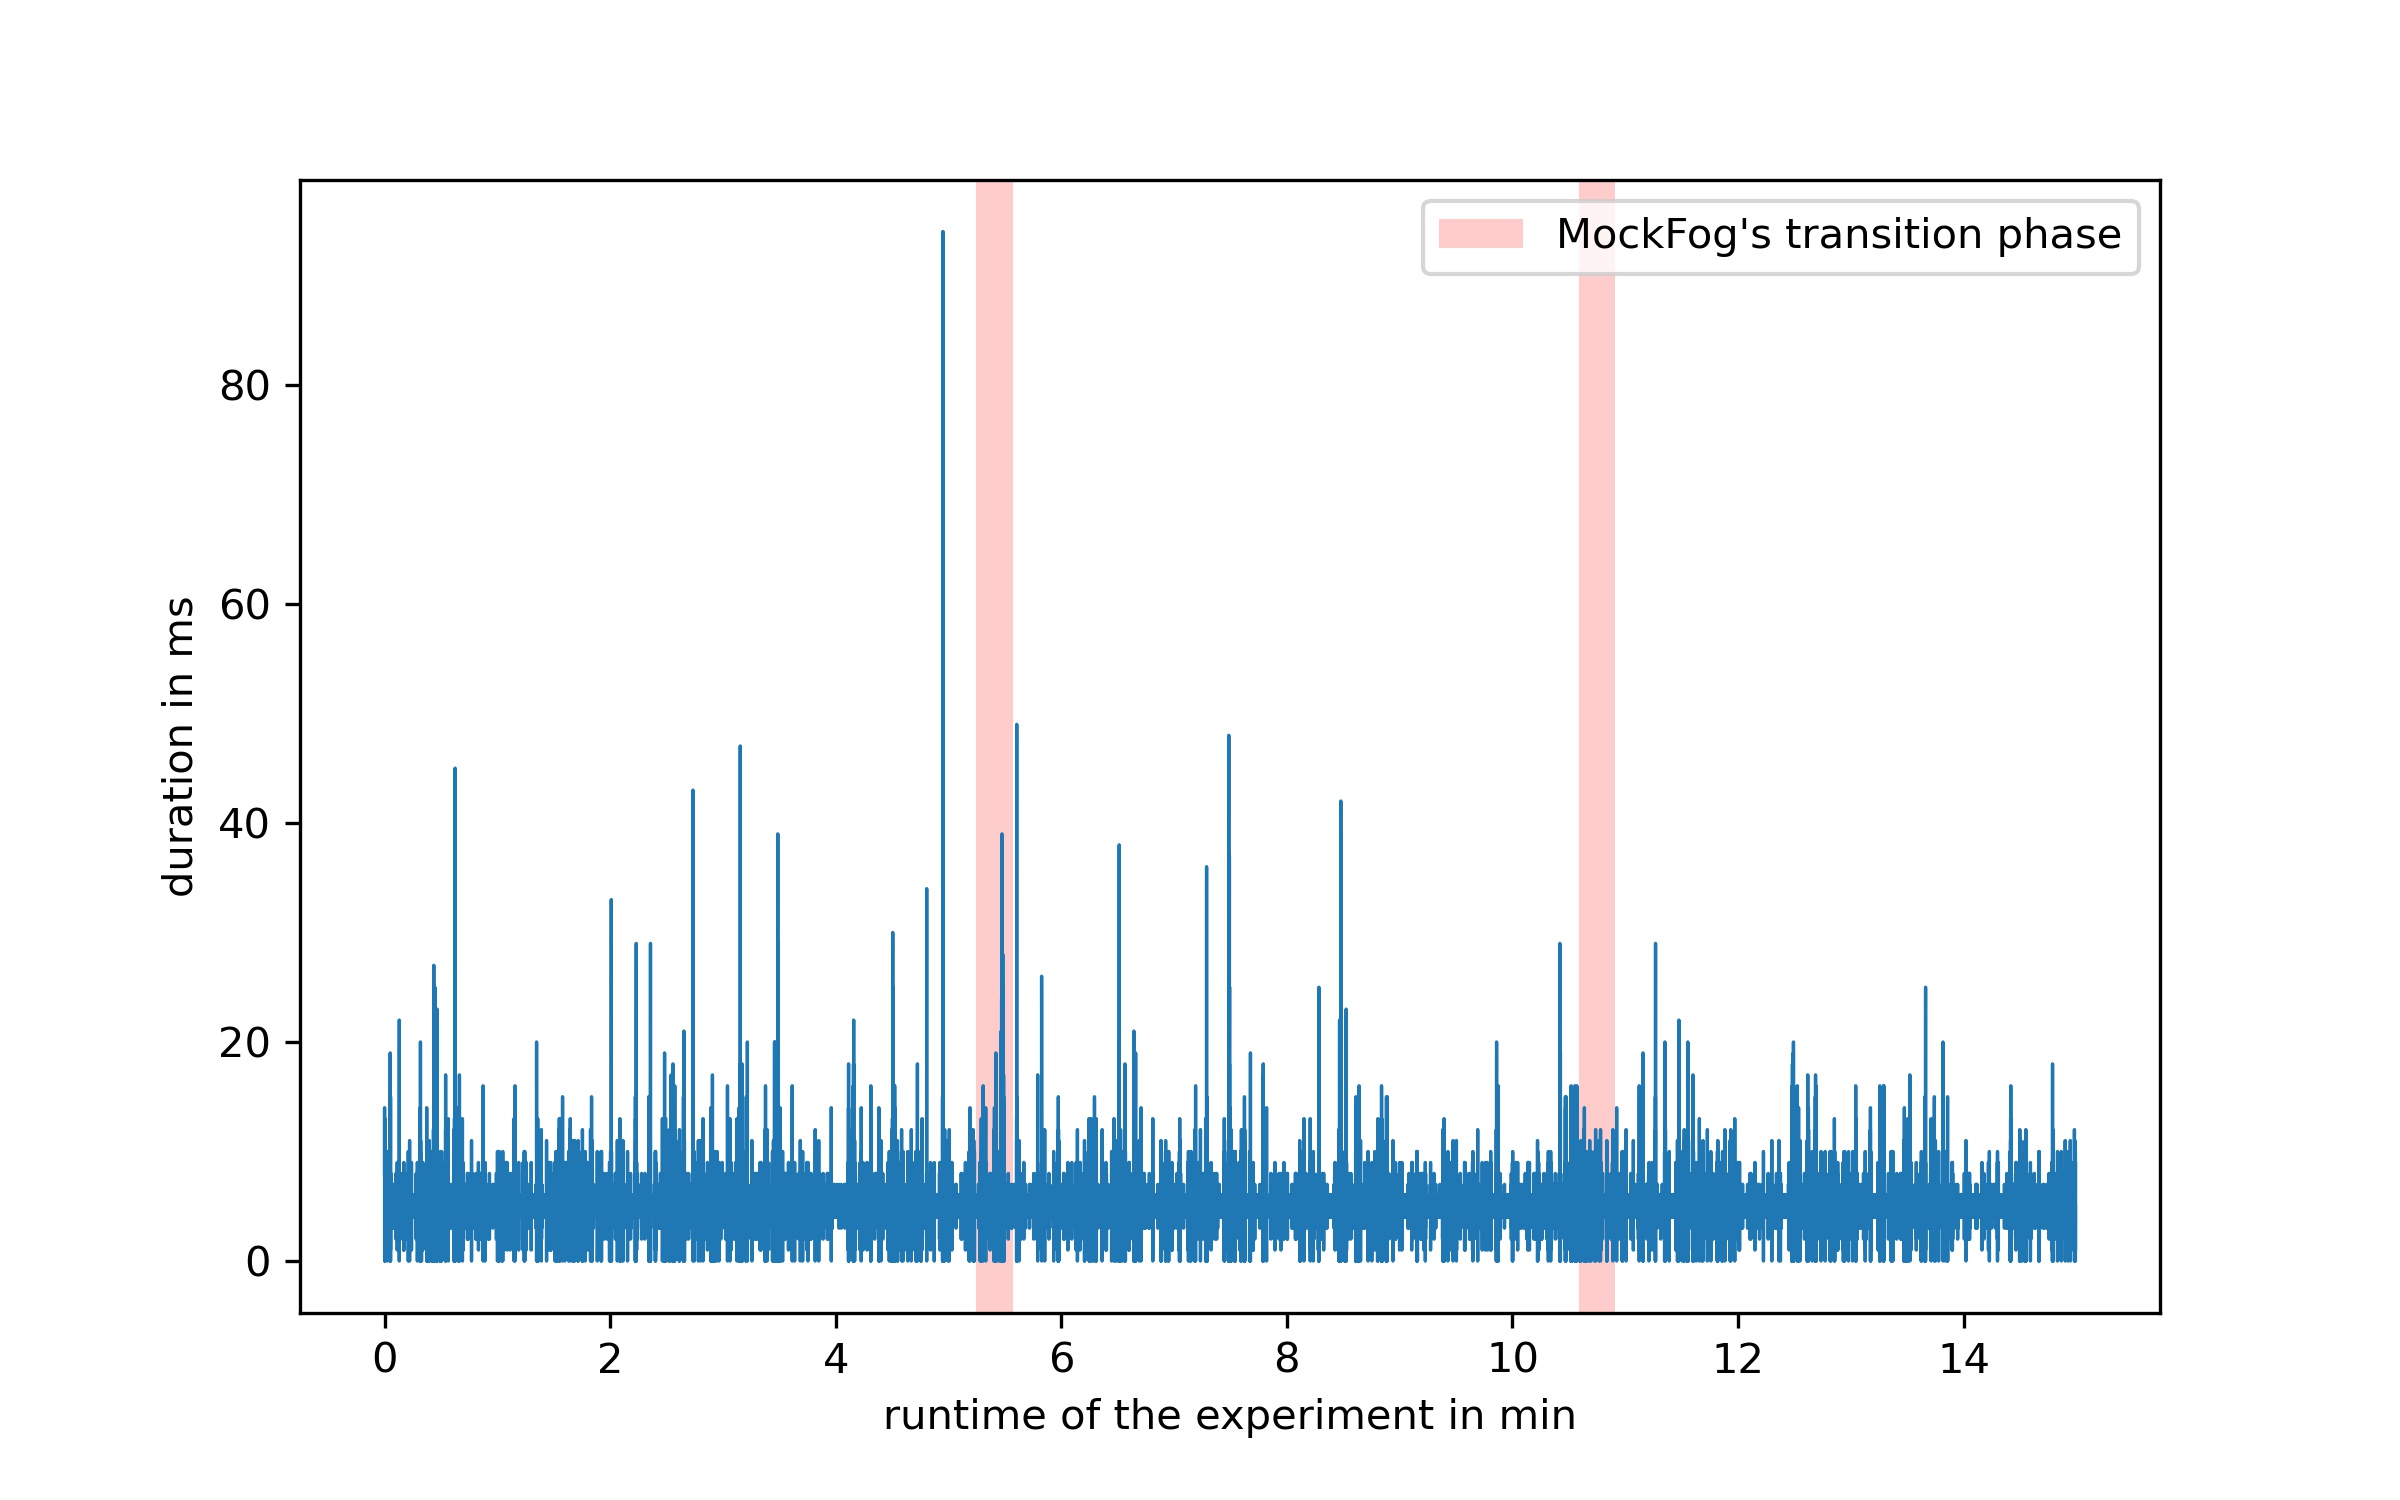 MockFog's transition phase
80
60
40
20
0
duration in ms
0 2 4 6 8 10 12 14
runtime of the experiment in min